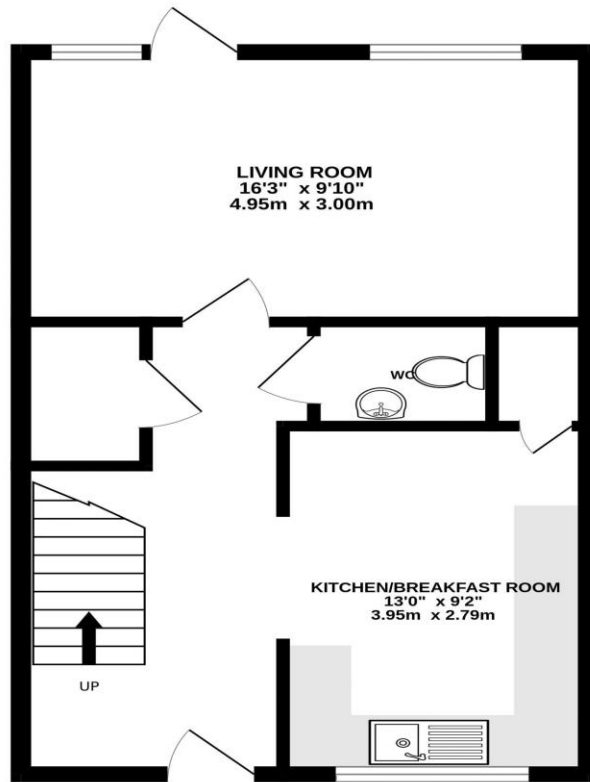 LIVING ROOM
16'3" x 9'10"
4.95m x 3.00m
WC
KITCHEN/BREAKFAST ROOM
13'0" x 9'2"
3.95m x 2.79m
UP